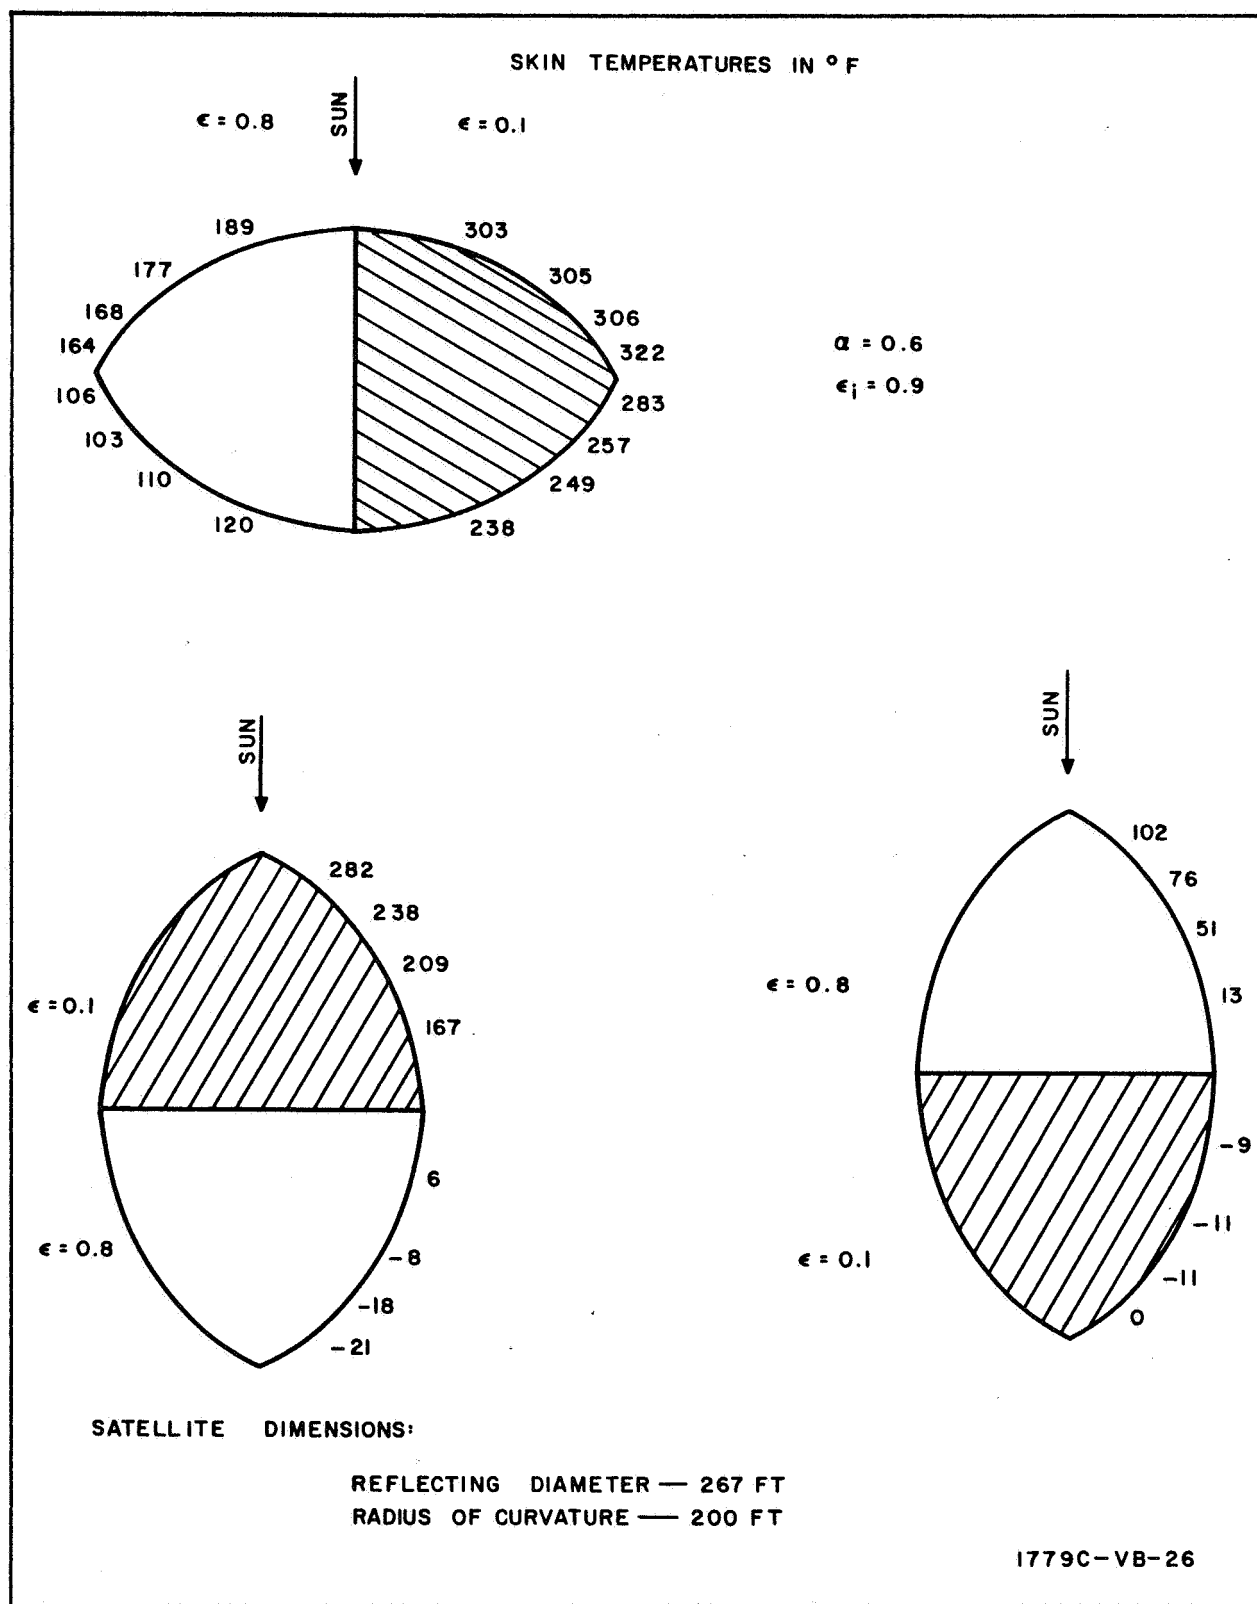 SKIN TEMPERATURES IN °F
SUN
ϵ = 0.8
ϵ = 0.1
189
303
177
305
168
306
164
322
106
283
103
257
110
249
120
238
α = 0.6
ϵi = 0.9
SUN
282
238
209
ϵ = 0.1
167
6
ϵ = 0.8
-8
-18
-21
SUN
102
76
51
ϵ = 0.8
13
-9
-11
ϵ = 0.1
-11
0
SATELLITE DIMENSIONS:
REFLECTING DIAMETER — 267 FT
RADIUS OF CURVATURE — 200 FT
1779C-VB-26